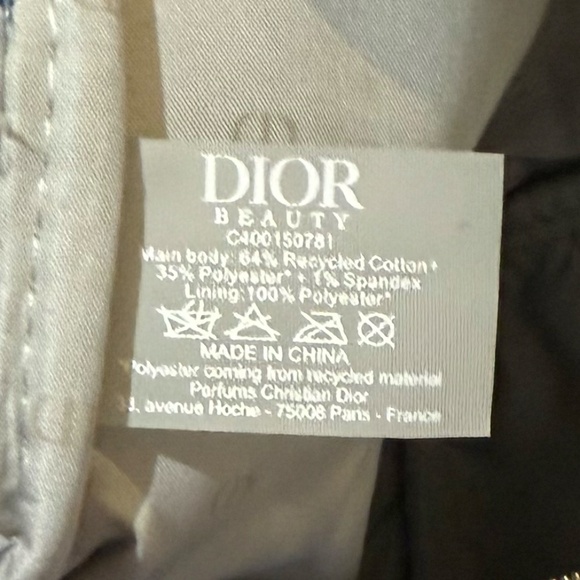 DIOR
BEAUTY
C400150781
Main body: 64% Recycled Cotton+
35% Polyester* + 1% Spandex
Lining:100% Polyester*
MADE IN CHINA
Polyester coming from recycled material
Parfums Christian Dior
avenue Hoche - 75008 Paris - France